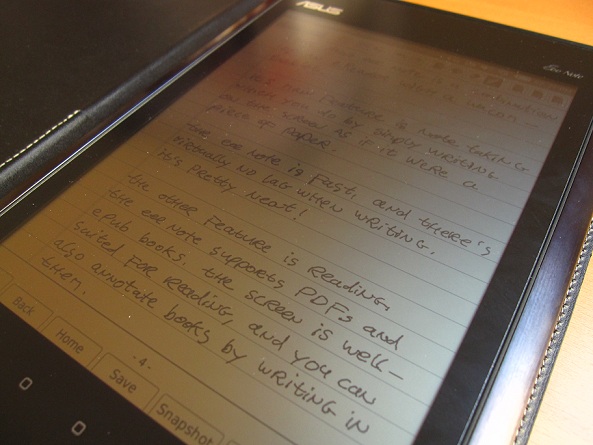 ASUS
Eee Note
feature is note taking
which you do by simply writing
on the screen as if it were a
piece of paper.
The eee note is fast, and there's
virtually no lag when writing.
It's pretty neat!
The other feature is reading,
the eee note supports PDFs and
ePub books. the screen is well-
suited for reading, and you can
also annotate books by writing in
them.
- 4 -
Back
Home
Save
Snapshot